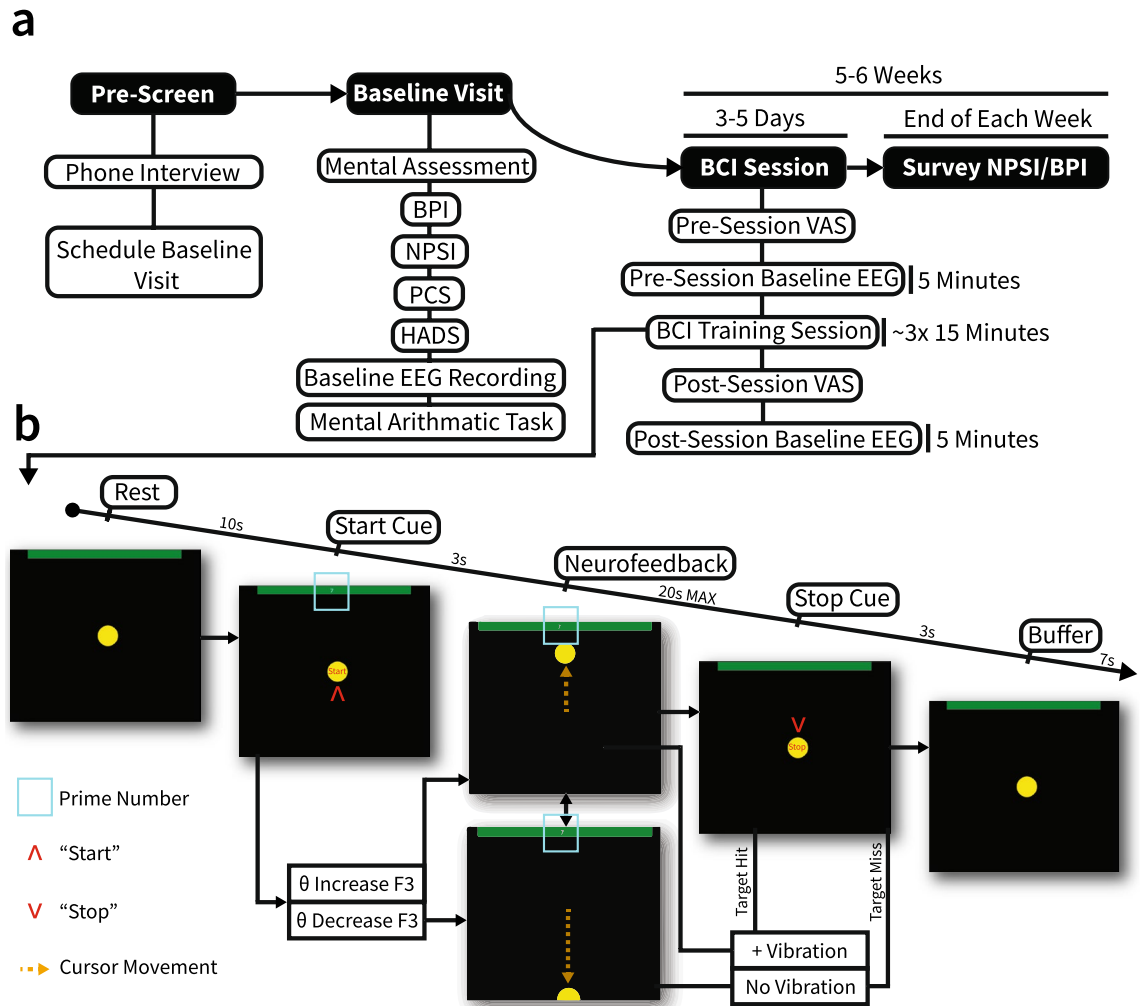 a
5-6 Weeks
3-5 Days
End of Each Week
Pre-Screen
Baseline Visit
BCI Session
Survey NPSI/BPI
Phone Interview
Schedule Baseline
Visit
Mental Assessment
BPI
NPSI
PCS
HADS
Baseline EEG Recording
Mental Arithmatic Task
Pre-Session VAS
Pre-Session Baseline EEG
5 Minutes
BCI Training Session
~3x 15 Minutes
Post-Session VAS
Post-Session Baseline EEG
5 Minutes
b
Rest
10s
Start Cue
3s
Neurofeedback
20s MAX
Stop Cue
3s
Buffer
7s
Start
Stop
Prime Number
“Start”
“Stop”
Cursor Movement
θ Increase F3
θ Decrease F3
Target Hit
Target Miss
+ Vibration
No Vibration